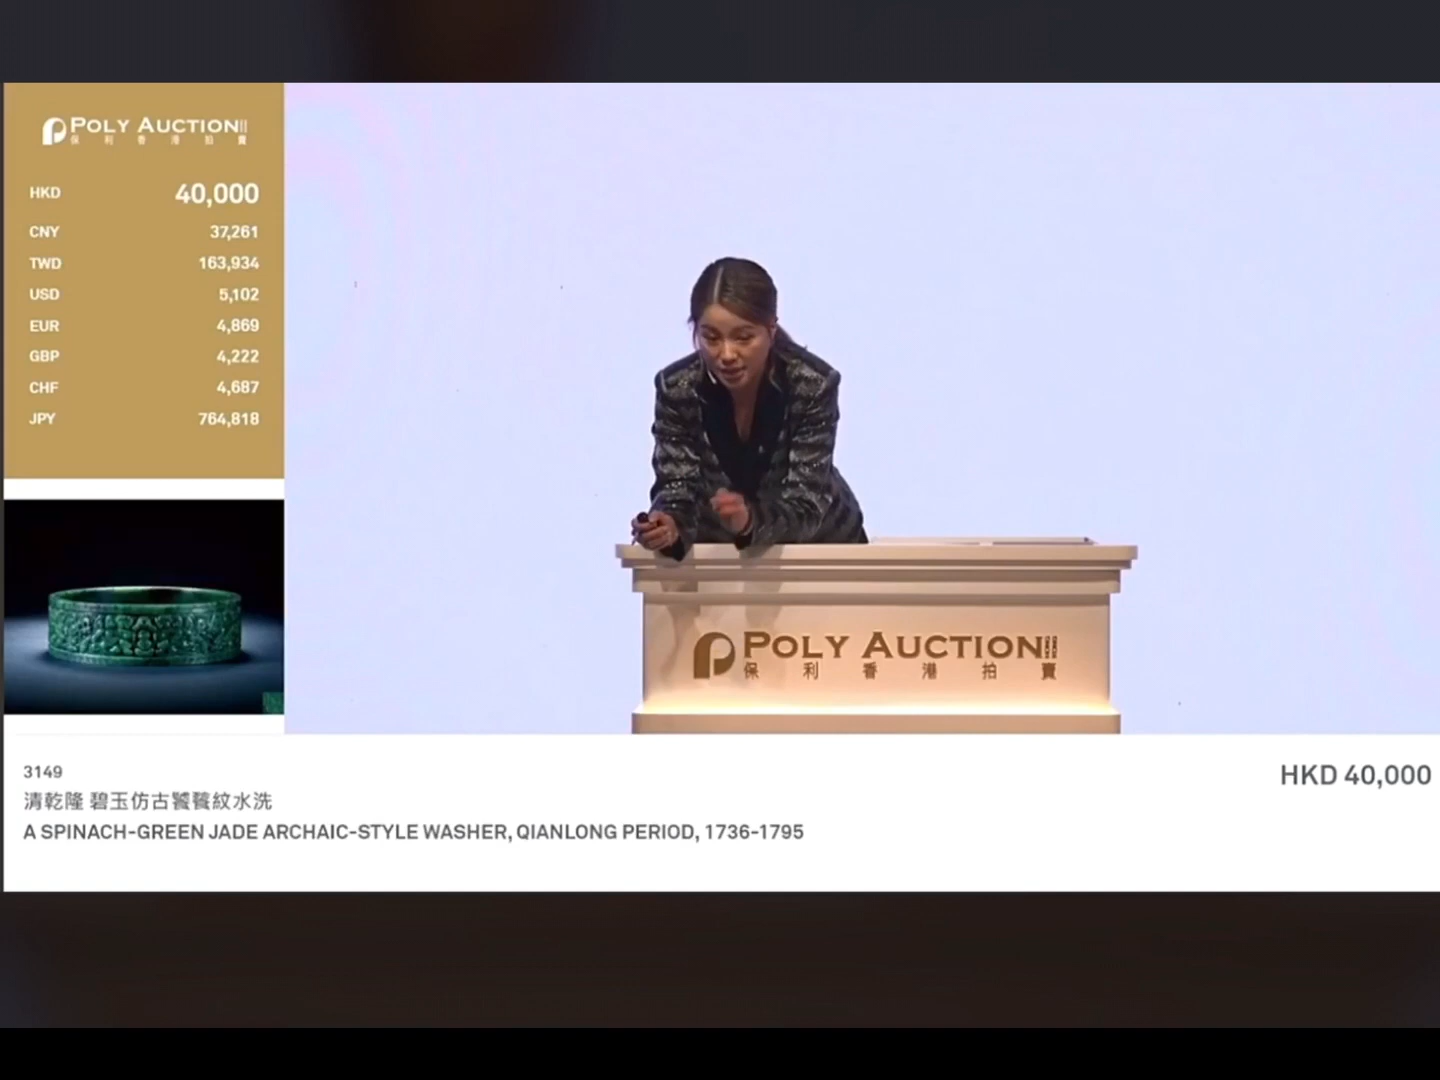 POLY AUCTION
保利香港拍賣
HKD 40,000
CNY 37,261
TWD 163,934
USD 5,102
EUR 4,869
GBP 4,222
CHF 4,687
JPY 764,818
POLY AUCTION
保利香港拍賣
3149
HKD 40,000
清乾隆 碧玉仿古饕餮紋水洗
A SPINACH-GREEN JADE ARCHAIC-STYLE WASHER, QIANLONG PERIOD, 1736-1795